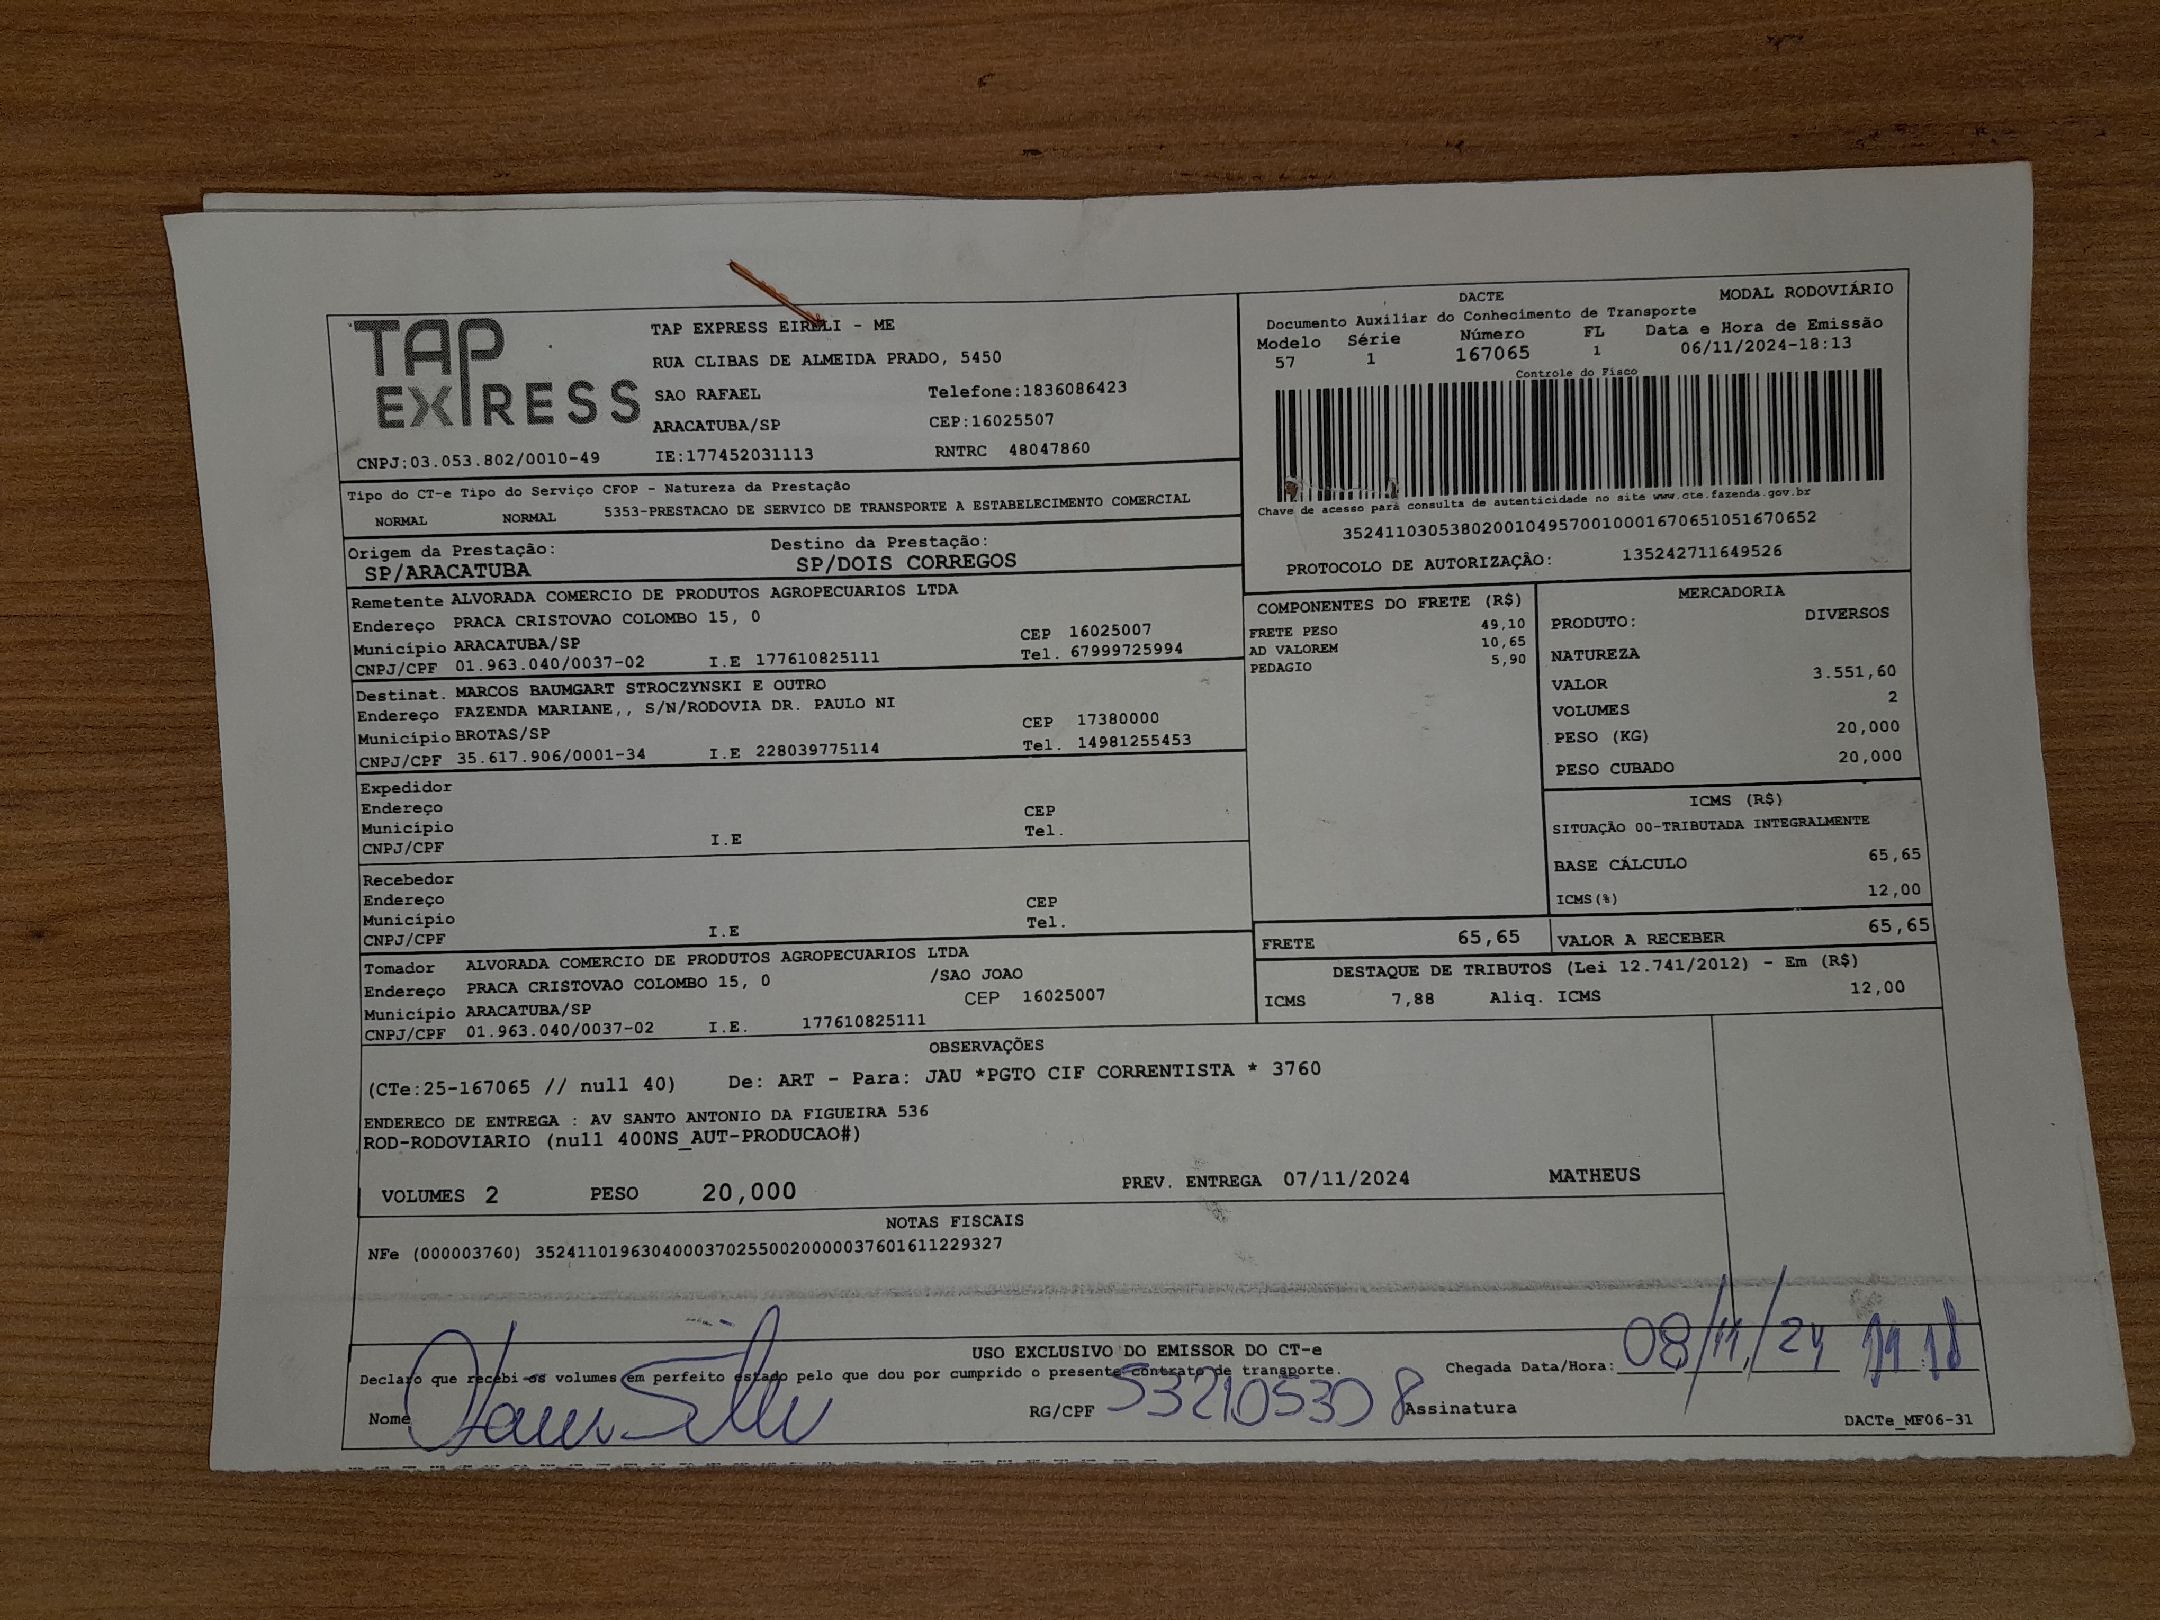 TAP
EXPRESS
CNPJ:03.053.802/0010-49
TAP EXPRESS EIRELI - ME
RUA CLIBAS DE ALMEIDA PRADO, 5450
SAO RAFAEL Telefone:1836086423
ARACATUBA/SP CEP:16025507
IE:177452031113 RNTRC 48047860
DACTE MODAL RODOVIÁRIO
Documento Auxiliar do Conhecimento de Transporte
Modelo Série Número FL Data e Hora de Emissão
57 1 167065 1 06/11/2024-18:13
Controle do Fisco
Chave de acesso para consulta de autenticidade no site www.cte.fazenda.gov.br
35241103053802001049570010001670651051670652
PROTOCOLO DE AUTORIZAÇÃO: 135242711649526
Tipo do CT-e Tipo do Serviço CFOP - Natureza da Prestação
NORMAL NORMAL 5353-PRESTACAO DE SERVICO DE TRANSPORTE A ESTABELECIMENTO COMERCIAL
Origem da Prestação: Destino da Prestação:
SP/ARACATUBA SP/DOIS CORREGOS
Remetente ALVORADA COMERCIO DE PRODUTOS AGROPECUARIOS LTDA
Endereço PRACA CRISTOVAO COLOMBO 15, 0
Município ARACATUBA/SP CEP 16025007
CNPJ/CPF 01.963.040/0037-02 I.E 177610825111 Tel. 67999725994
Destinat. MARCOS BAUMGART STROCZYNSKI E OUTRO
Endereço FAZENDA MARIANE,, S/N/RODOVIA DR. PAULO NI
Município BROTAS/SP CEP 17380000
CNPJ/CPF 35.617.906/0001-34 I.E 228039775114 Tel. 14981255453
Expedidor
Endereço CEP
Município Tel.
CNPJ/CPF I.E
Recebedor
Endereço CEP
Município Tel.
CNPJ/CPF I.E
Tomador ALVORADA COMERCIO DE PRODUTOS AGROPECUARIOS LTDA
Endereço PRACA CRISTOVAO COLOMBO 15, 0 /SAO JOAO
Município ARACATUBA/SP CEP 16025007
CNPJ/CPF 01.963.040/0037-02 I.E. 177610825111
COMPONENTES DO FRETE (R$)
FRETE PESO 49,10
AD VALOREM 10,65
PEDAGIO 5,90
MERCADORIA
PRODUTO: DIVERSOS
NATUREZA
VALOR 3.551,60
VOLUMES 2
PESO (KG) 20,000
PESO CUBADO 20,000
ICMS (R$)
SITUAÇÃO 00-TRIBUTADA INTEGRALMENTE
BASE CÁLCULO 65,65
ICMS(%) 12,00
FRETE 65,65 VALOR A RECEBER 65,65
DESTAQUE DE TRIBUTOS (Lei 12.741/2012) - Em (R$)
ICMS 7,88 Aliq. ICMS 12,00
OBSERVAÇÕES
(CTe:25-167065 // null 40) De: ART - Para: JAU *PGTO CIF CORRENTISTA * 3760
ENDERECO DE ENTREGA : AV SANTO ANTONIO DA FIGUEIRA 536
ROD-RODOVIARIO (null 400NS_AUT-PRODUCAO#)
VOLUMES 2 PESO 20,000 PREV. ENTREGA 07/11/2024 MATHEUS
NOTAS FISCAIS
NFe (000003760) 35241101963040003702550020000037601611229327
USO EXCLUSIVO DO EMISSOR DO CT-e
Declaro que recebi os volumes em perfeito estado pelo que dou por cumprido o presente contrato de transporte. Chegada Data/Hora: 08/11/24
Nome RG/CPF 532105308 Assinatura
DACTe_MF06-31